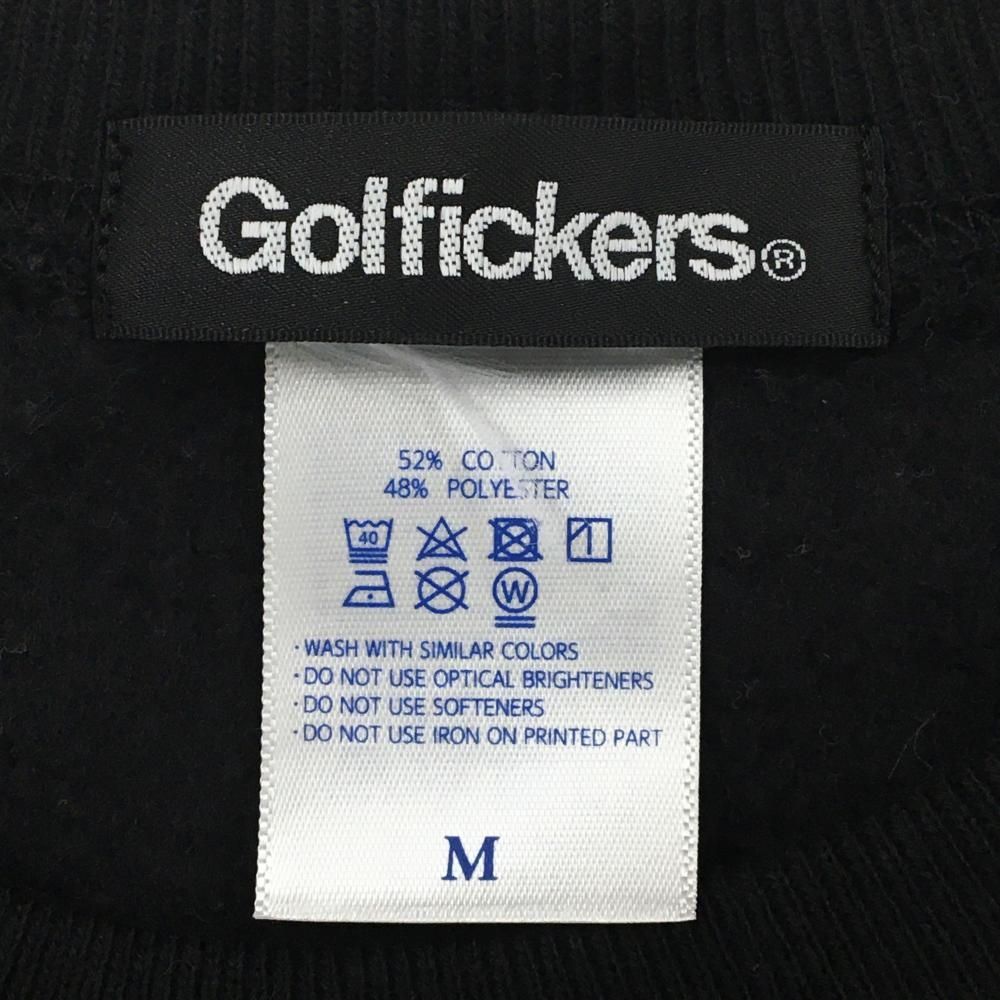 Golfickers®
52% COTTON
48% POLYESTER
40
W
·WASH WITH SIMILAR COLORS
·DO NOT USE OPTICAL BRIGHTENERS
·DO NOT USE SOFTENERS
·DO NOT USE IRON ON PRINTED PART
M